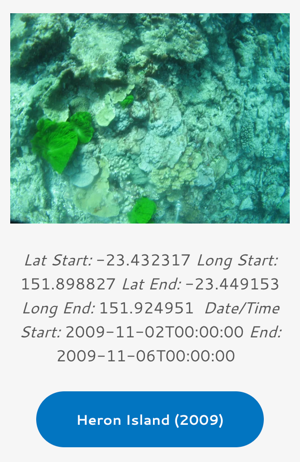 Lat Start: -23.432317 Long Start:
151.898827 Lat End: -23.449153
Long End: 151.924951 Date/Time
Start: 2009-11-02T00:00:00 End:
2009-11-06T00:00:00
Heron Island (2009)